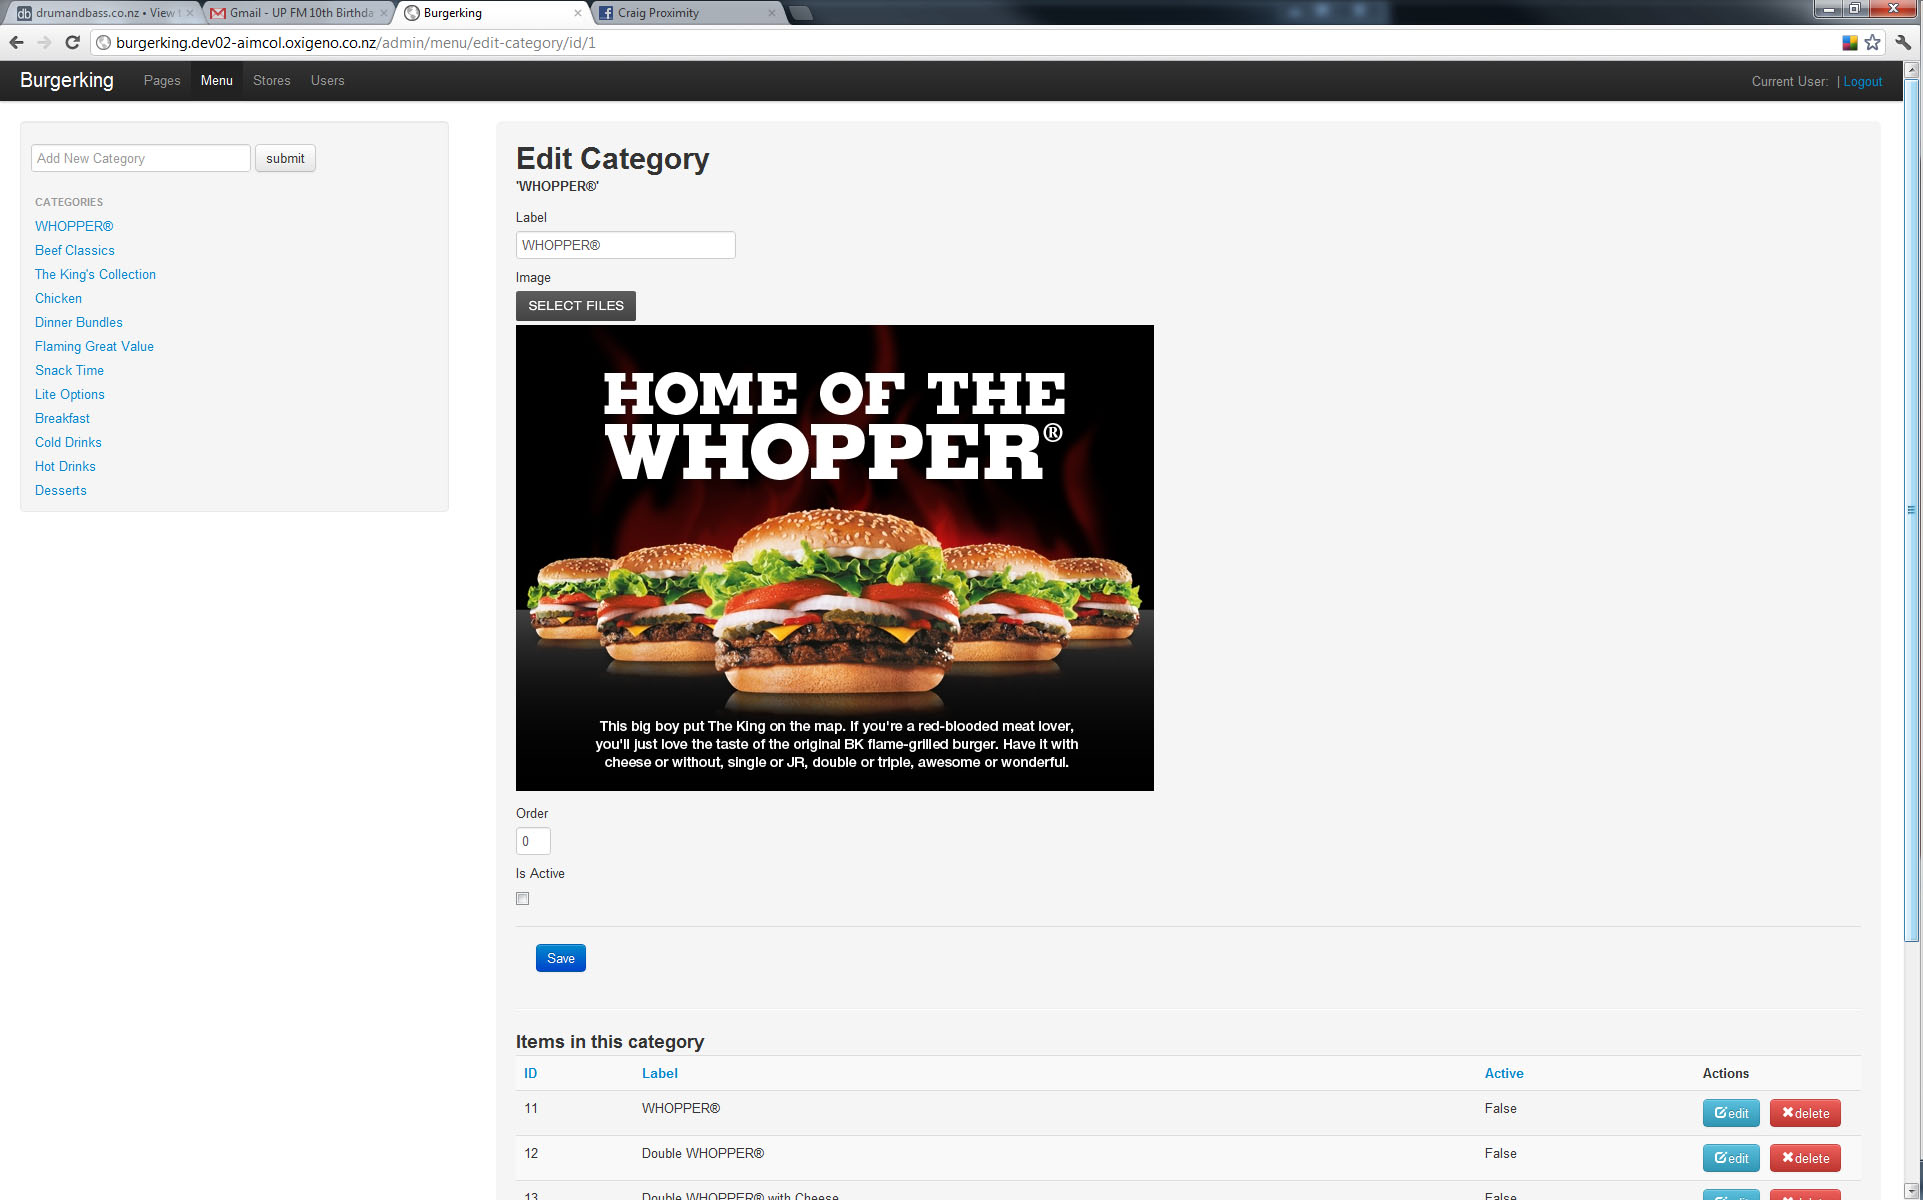 drumandbass.co.nz • View t
Gmail - UP FM 10th Birthda
Burgerking
Craig Proximity
burgerking.dev02-aimcol.oxigeno.co.nz/admin/menu/edit-category/id/1
Burgerking Pages Menu Stores Users Current User: | Logout
Add New Category submit
CATEGORIES
WHOPPER®
Beef Classics
The King's Collection
Chicken
Dinner Bundles
Flaming Great Value
Snack Time
Lite Options
Breakfast
Cold Drinks
Hot Drinks
Desserts
Edit Category
'WHOPPER®'
Label
WHOPPER®
Image
SELECT FILES
HOME OF THE
WHOPPER®
This big boy put The King on the map. If you're a red-blooded meat lover,
you'll just love the taste of the original BK flame-grilled burger. Have it with
cheese or without, single or JR, double or triple, awesome or wonderful.
Order
0
Is Active
Save
Items in this category
ID Label Active Actions
11 WHOPPER® False edit delete
12 Double WHOPPER® False edit delete
13 Double WHOPPER® with Cheese False